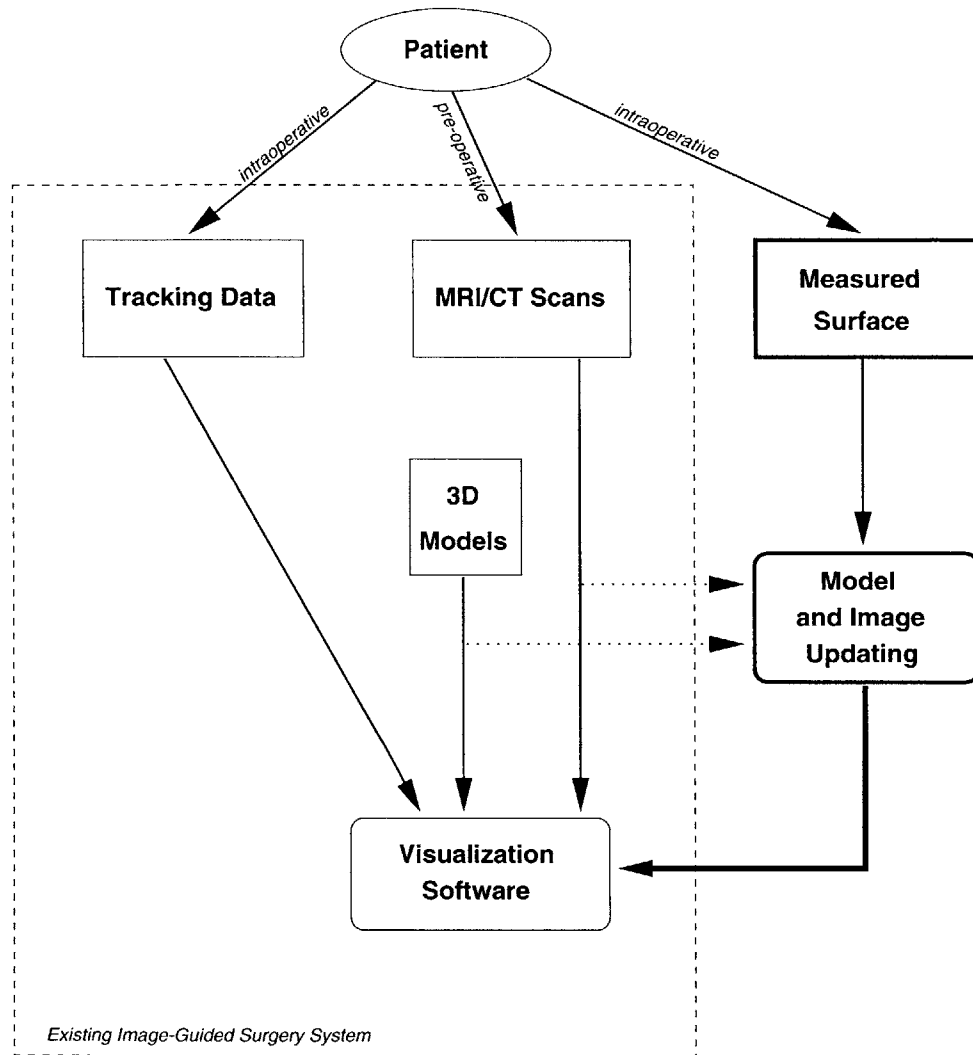 Patient
intraoperative
pre-operative
intraoperative
Tracking Data
MRI/CT Scans
Measured
Surface
3D
Models
Model
and Image
Updating
Visualization
Software
Existing Image-Guided Surgery System